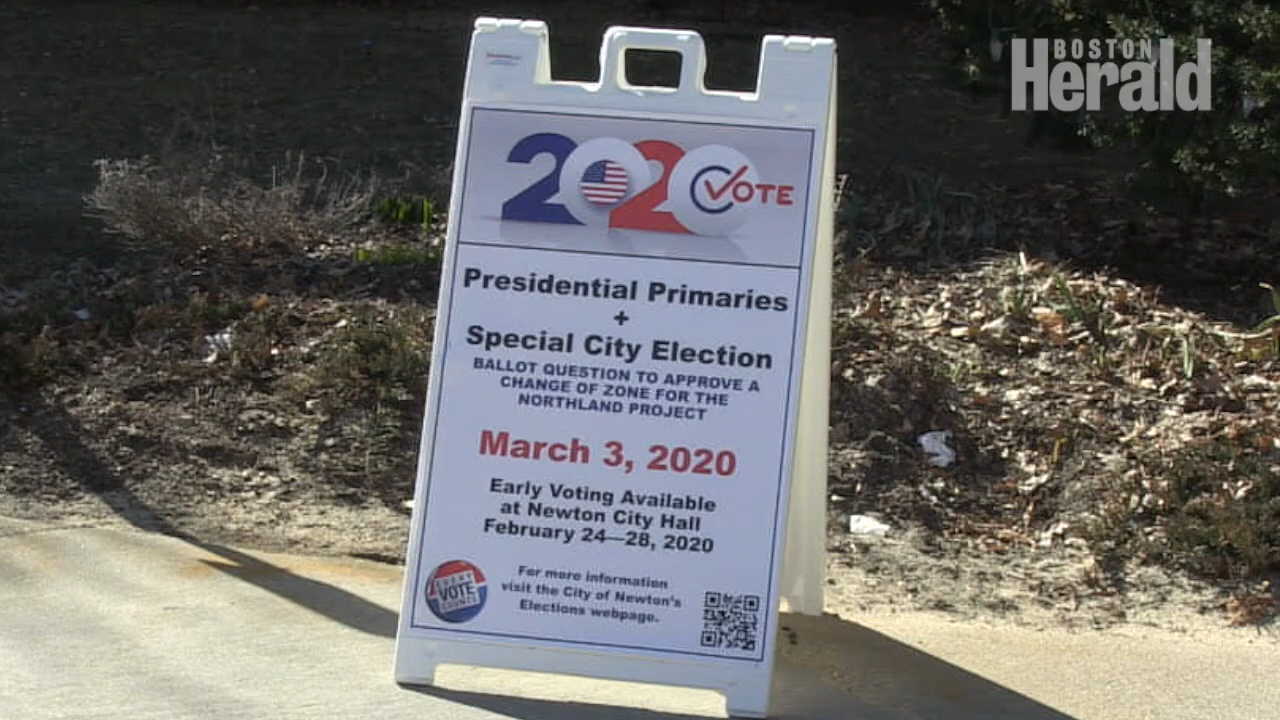 BOSTON
Herald
2020 VOTE
Presidential Primaries
+
Special City Election
BALLOT QUESTION TO APPROVE A
CHANGE OF ZONE FOR THE
NORTHLAND PROJECT
March 3, 2020
Early Voting Available
at Newton City Hall
February 24—28, 2020
EVERY
VOTE
COUNTS
For more information
visit the City of Newton's
Elections webpage.